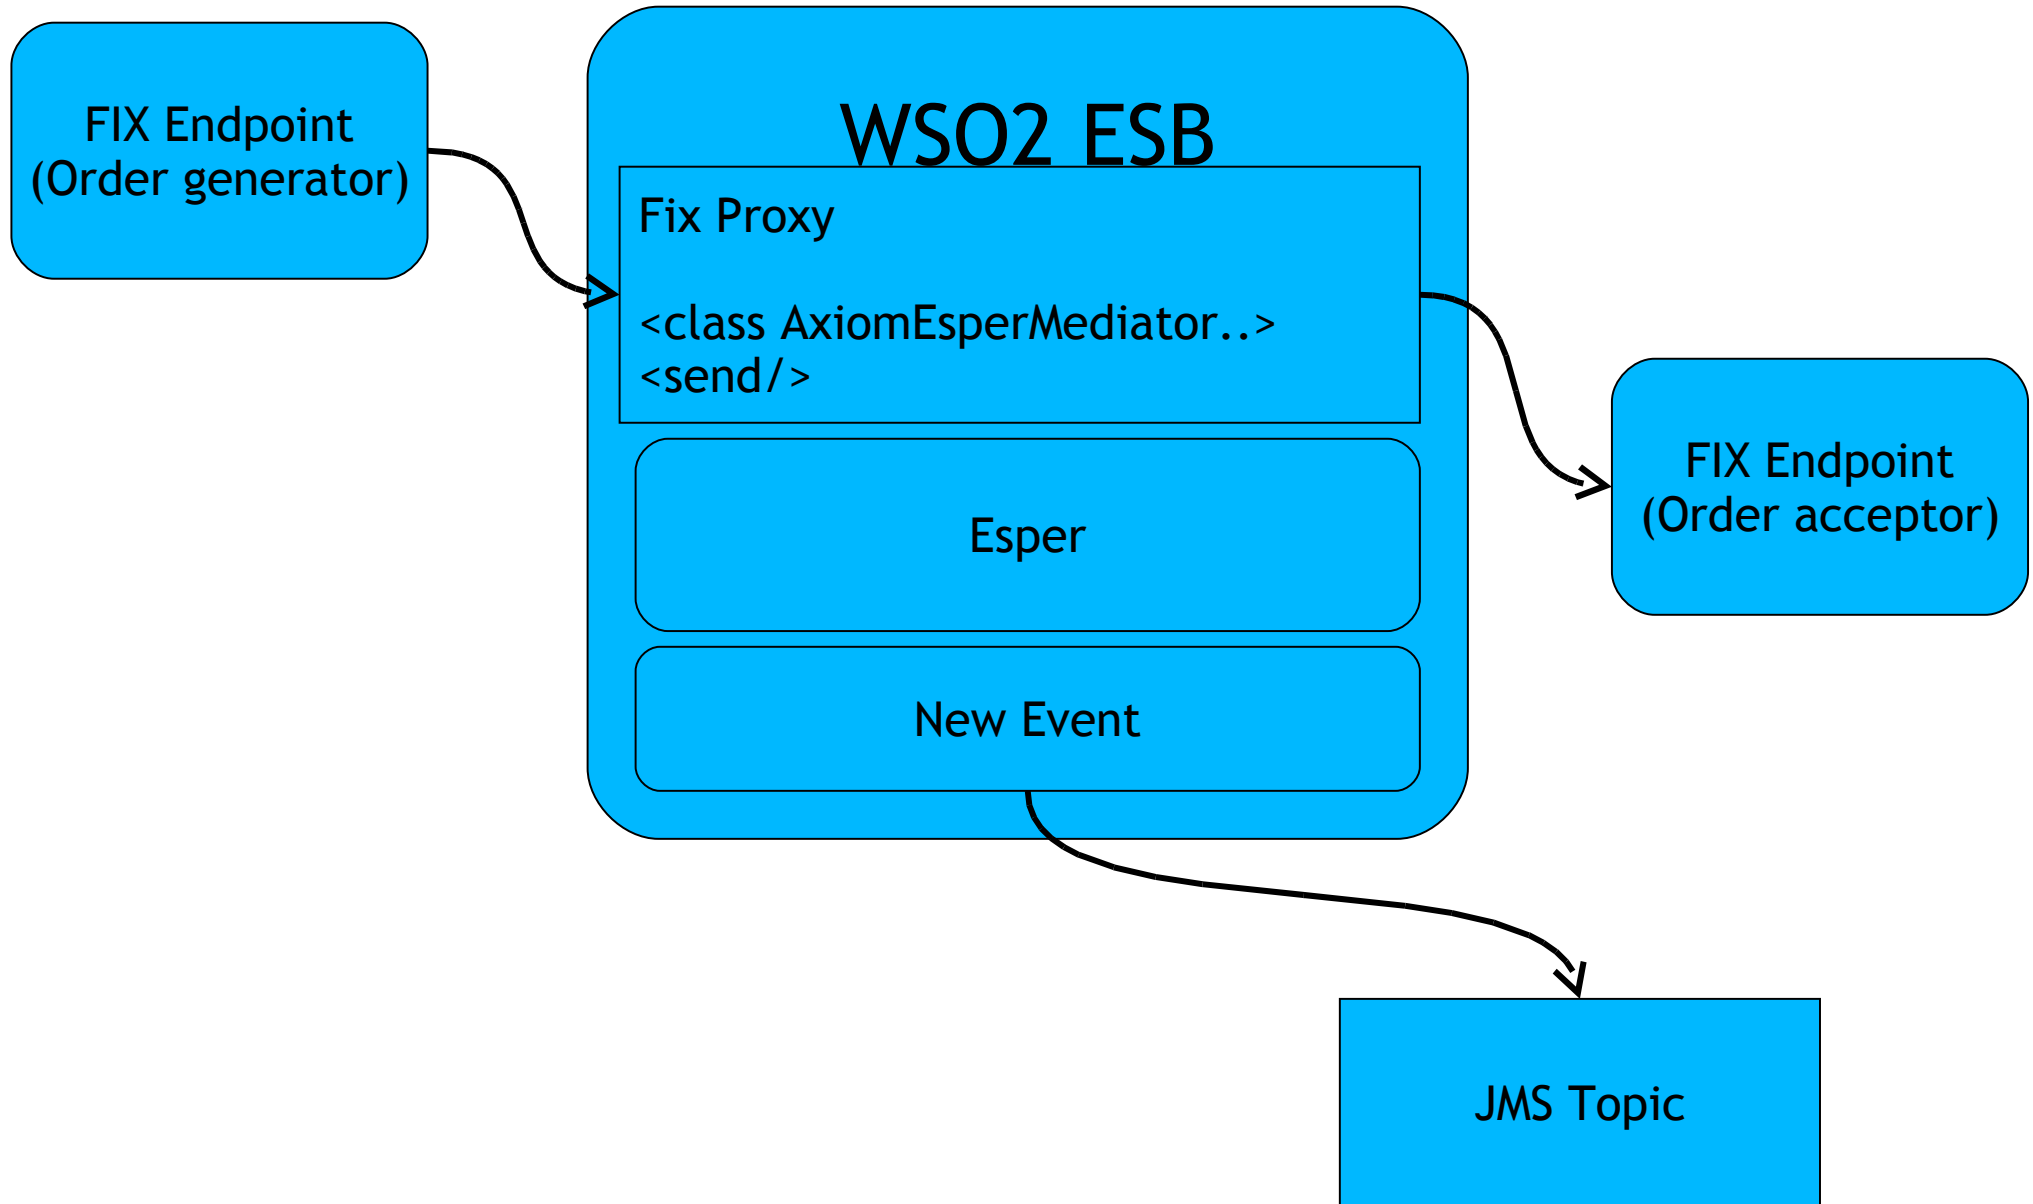 FIX Endpoint
(Order generator)
WSO2 ESB
Fix Proxy
<class AxiomEsperMediator..>
<send/>
FIX Endpoint
(Order acceptor)
Esper
New Event
JMS Topic